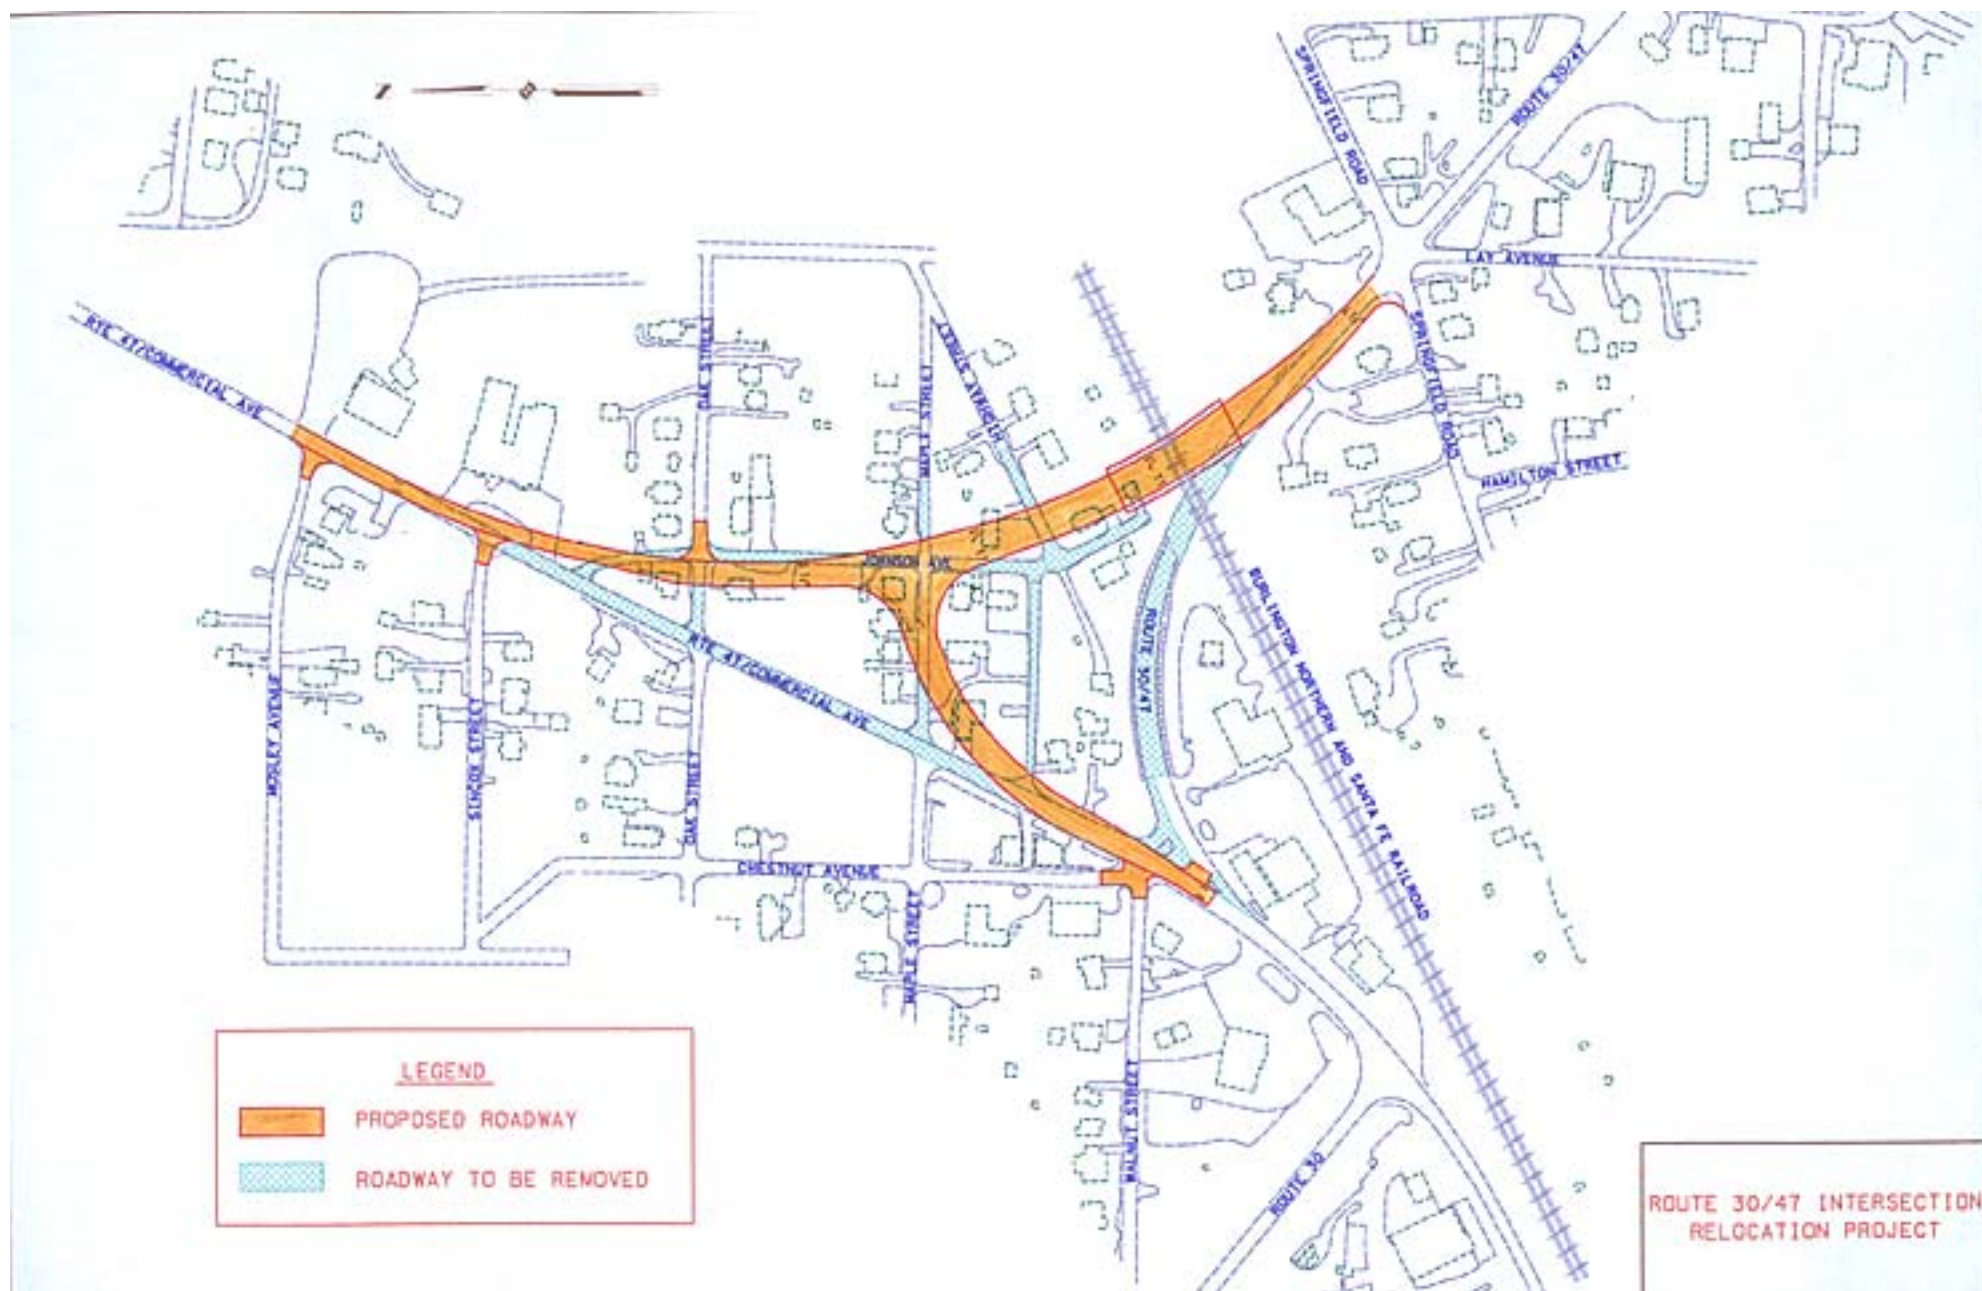 SPRINGFIELD ROAD
ROUTE 30/47
LAY AVENUE
RTE 47/COMMERCIAL AVE
OAK STREET
MAPLE STREET
SPRINGFIELD ROAD
HAMILTON STREET
JOHNSON AVE
BURLINGTON NORTHERN AND SANTA FE RAILROAD
ROUTE 30/47
RTE 47/COMMERCIAL AVE
MOSLEY AVENUE
SENCOX STREET
OAK STREET
CHESTNUT AVENUE
MAPLE STREET
WALNUT STREET
ROUTE 30
LEGEND
PROPOSED ROADWAY
ROADWAY TO BE REMOVED
ROUTE 30/47 INTERSECTION
RELOCATION PROJECT